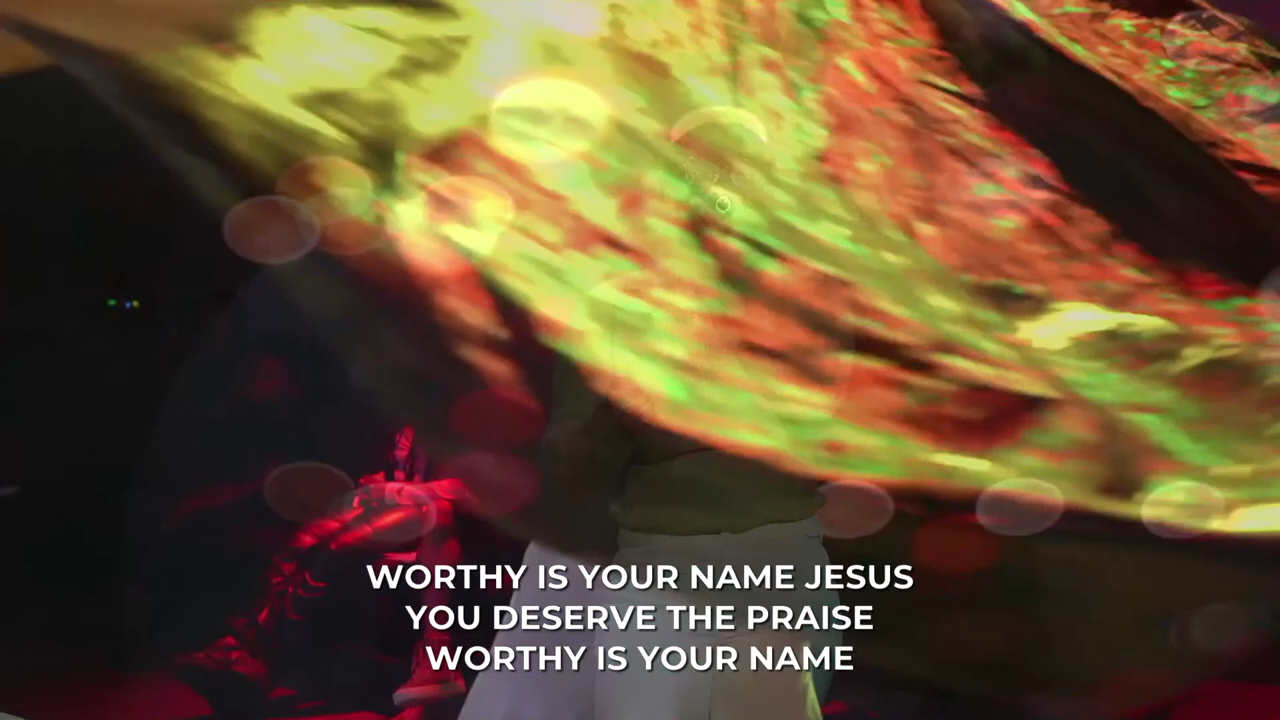 WORTHY IS YOUR NAME JESUS
YOU DESERVE THE PRAISE
WORTHY IS YOUR NAME